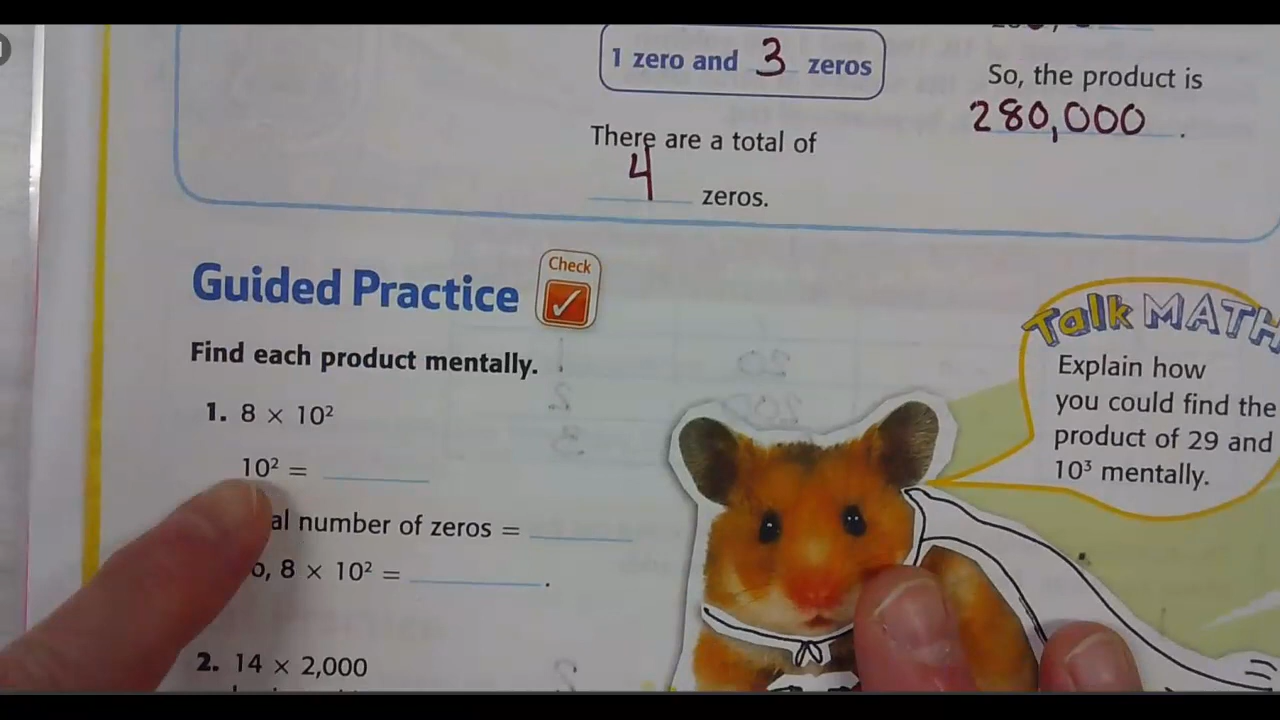 1 zero and 3 zeros
So, the product is
280,000.
There are a total of
4 zeros.
Guided Practice
Check
Find each product mentally.
1. 8 × 10²
10² =
al number of zeros =
o, 8 × 10² = .
2. 14 × 2,000
Talk MATH
Explain how
you could find the
product of 29 and
10³ mentally.